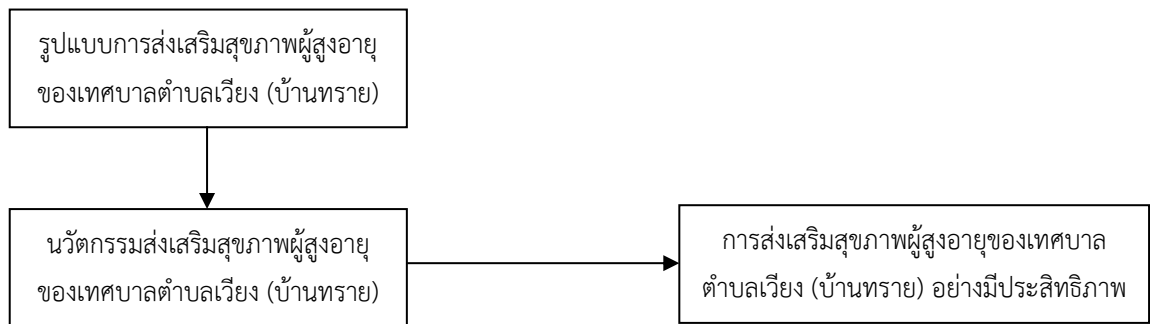 รูปแบบการส่งเสริมสุขภาพผู้สูงอายุ
ของเทศบาลตำบลเวียง (บ้านทราย)
นวัตกรรมส่งเสริมสุขภาพผู้สูงอายุ
ของเทศบาลตำบลเวียง (บ้านทราย)
การส่งเสริมสุขภาพผู้สูงอายุของเทศบาล
ตำบลเวียง (บ้านทราย) อย่างมีประสิทธิภาพ